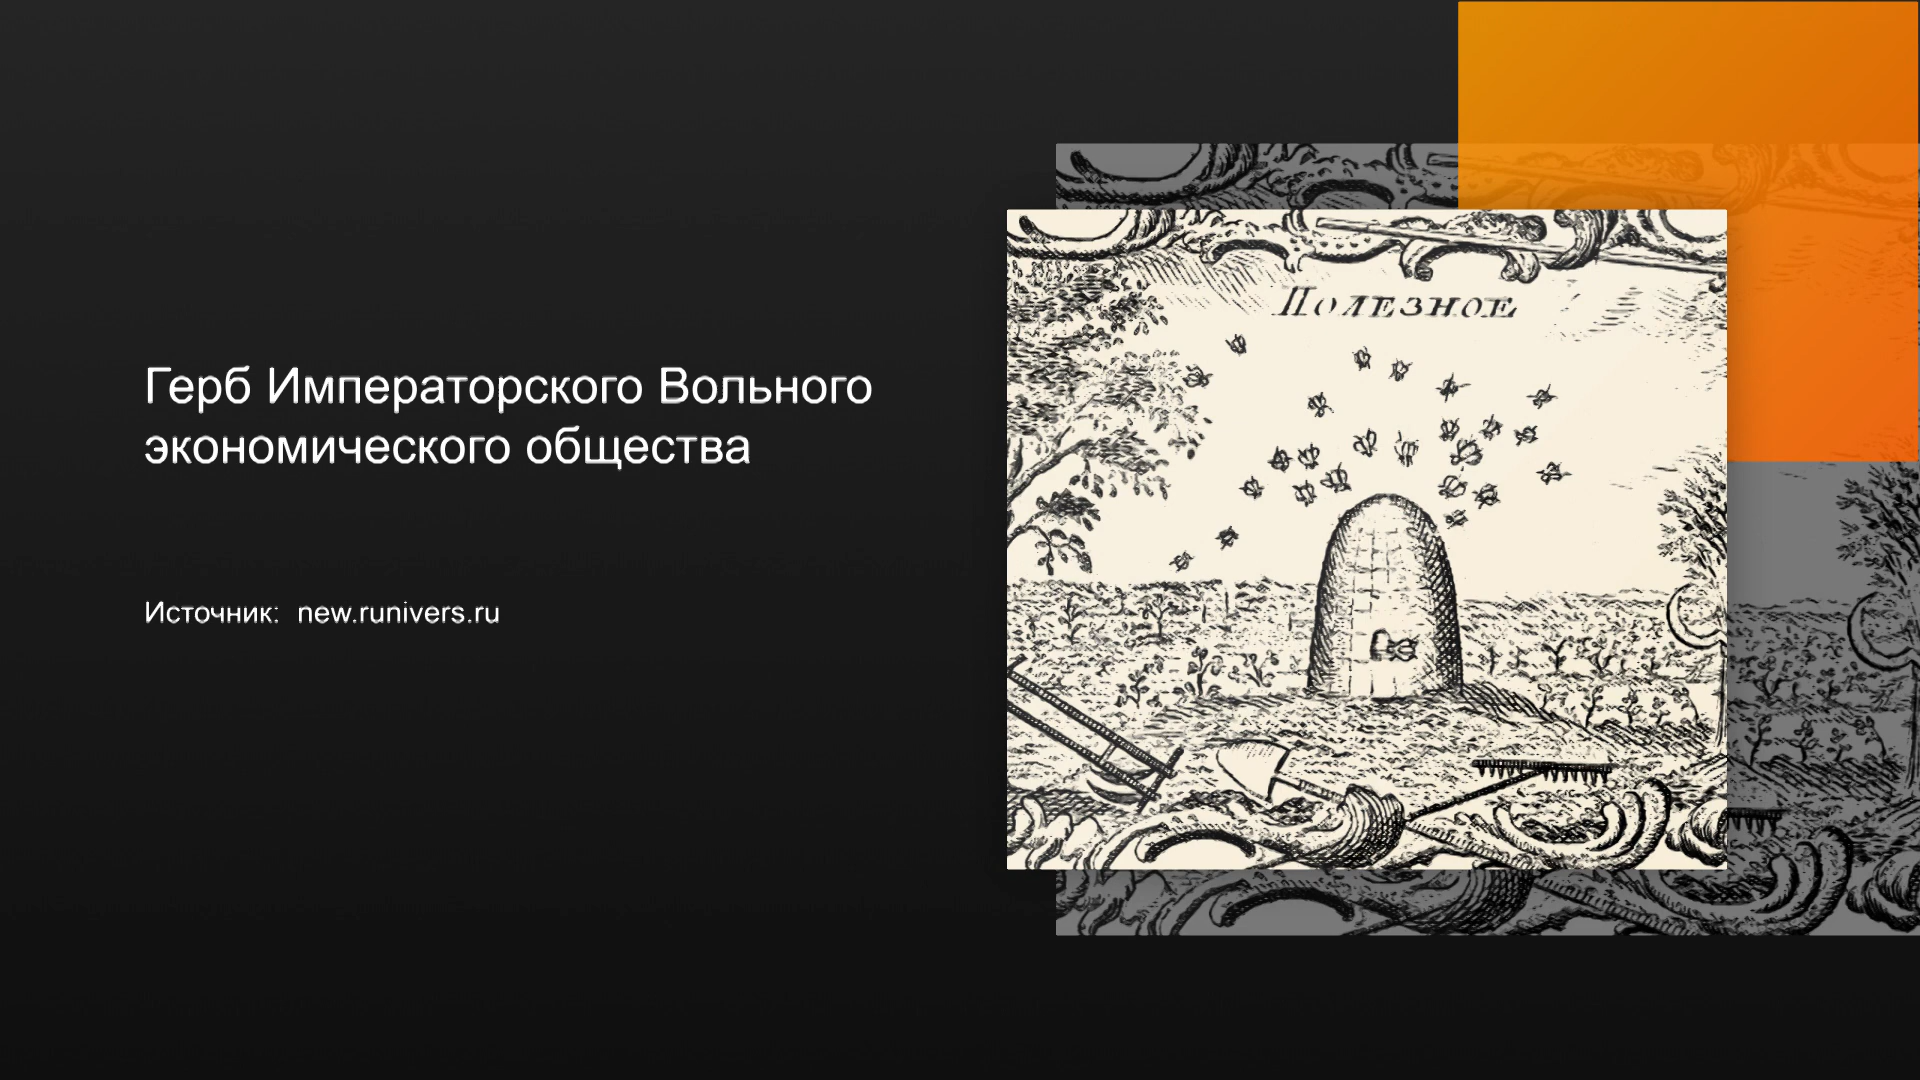 Герб Императорского Вольного
экономического общества
Источник: new.runivers.ru
Полезное